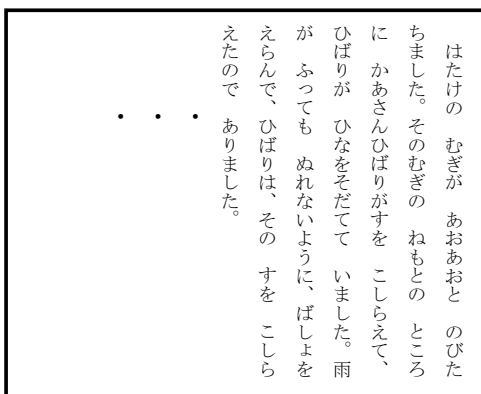 はたけの　むぎが　あおあおと　のびた
ちました。そのむぎの　ねもとの　ところ
に　かあさんひばりがすを　こしらえて、
ひばりが　ひなをそだてて　いました。雨
が　ふっても　ぬれないように、ばしょを
えらんで、ひばりは、その　すを　こしら
えたので　ありました。
・・・